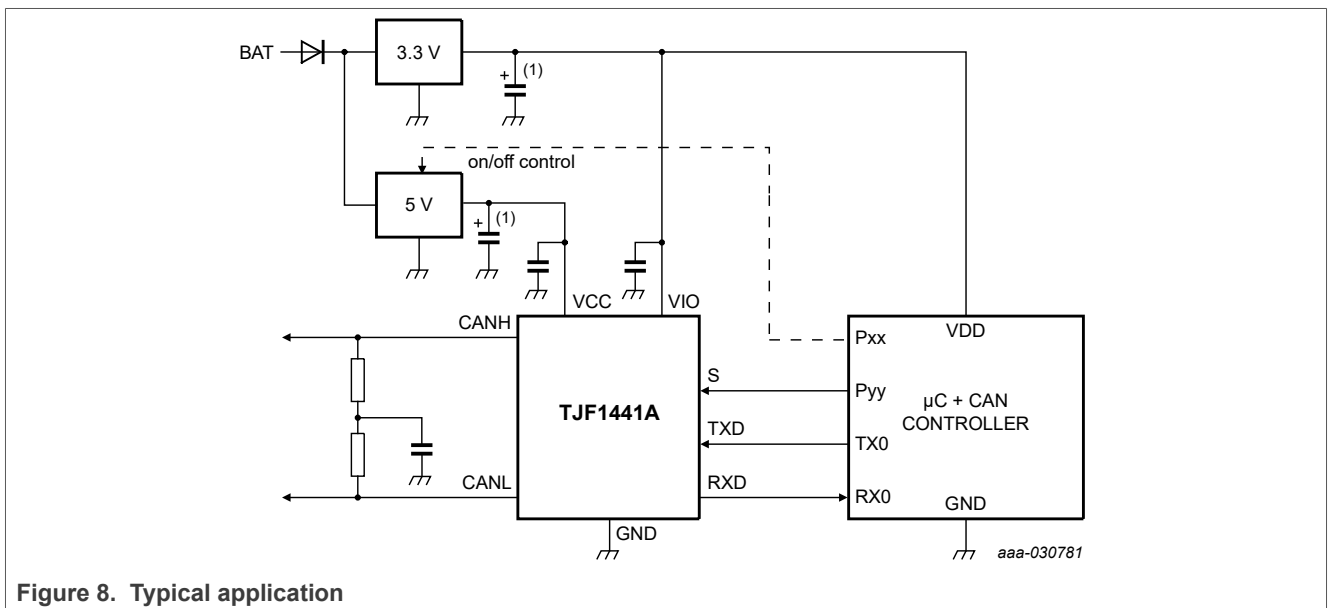 BAT
3.3 V
+ (1)
on/off control
5 V
+ (1)
VCC
VIO
CANH
Pxx
VDD
S
Pyy
TJF1441A
µC + CAN
CONTROLLER
TXD
TX0
CANL
RXD
RX0
GND
GND
aaa-030781
Figure 8. Typical application